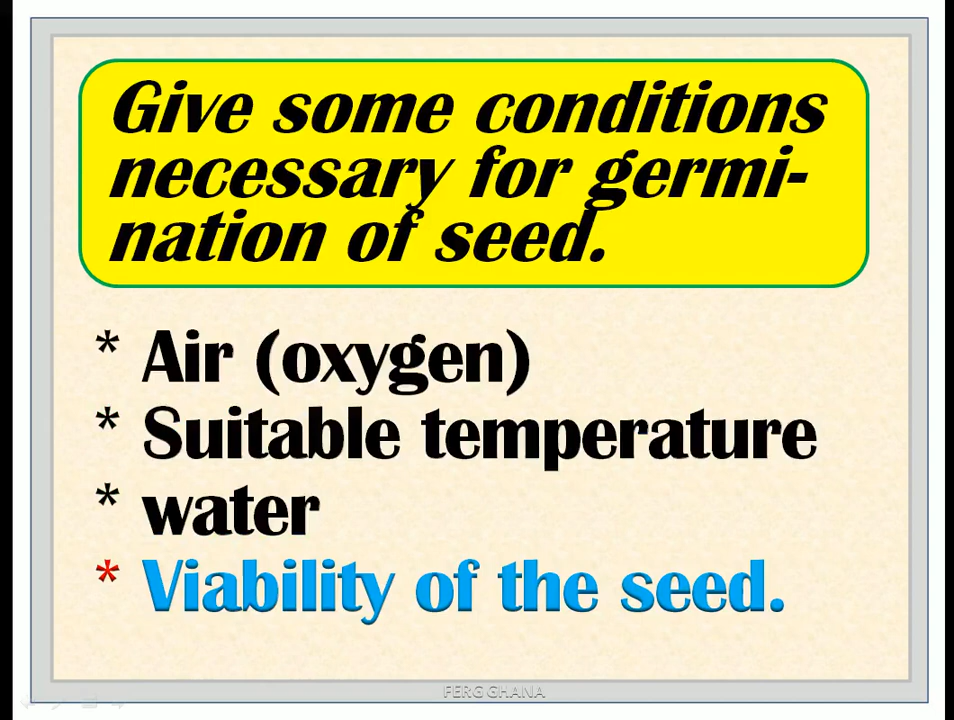 Give some conditions
necessary for germi-
nation of seed.
* Air (oxygen)
* Suitable temperature
* water
* Viability of the seed.
FERG GHANA